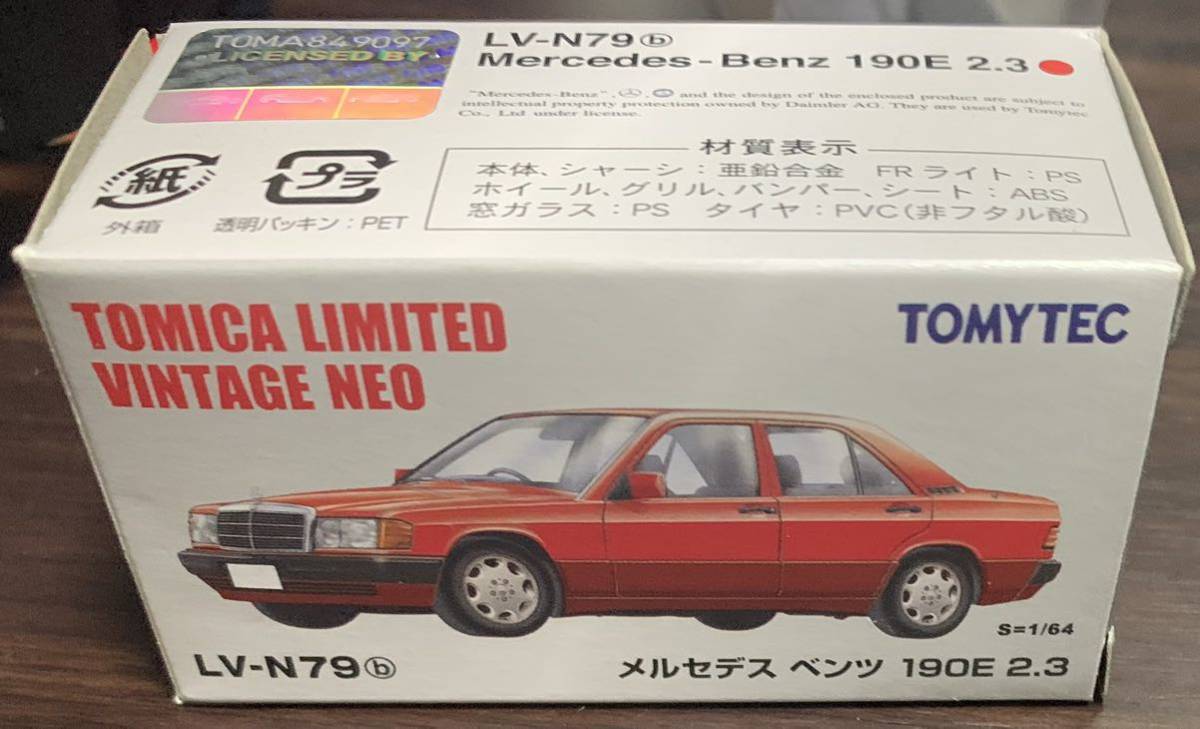 TOMA849097
LICENSED BY
LV-N79ⓑ
Mercedes-Benz 190E 2.3
"Mercedes-Benz", and the design of the enclosed product are subject to
intellectual property protection owned by Daimler AG. They are used by Tomytec
Co., Ltd under license.
紙
外箱
プラ
透明パッキン:PET
材質表示
本体、シャーシ:亜鉛合金 FRライト:PS
ホイール、グリル、バンパー、シート:ABS
窓ガラス:PS タイヤ:PVC(非フタル酸)
TOMICA LIMITED
VINTAGE NEO
TOMYTEC
S=1/64
LV-N79ⓑ
メルセデス ベンツ 190E 2.3